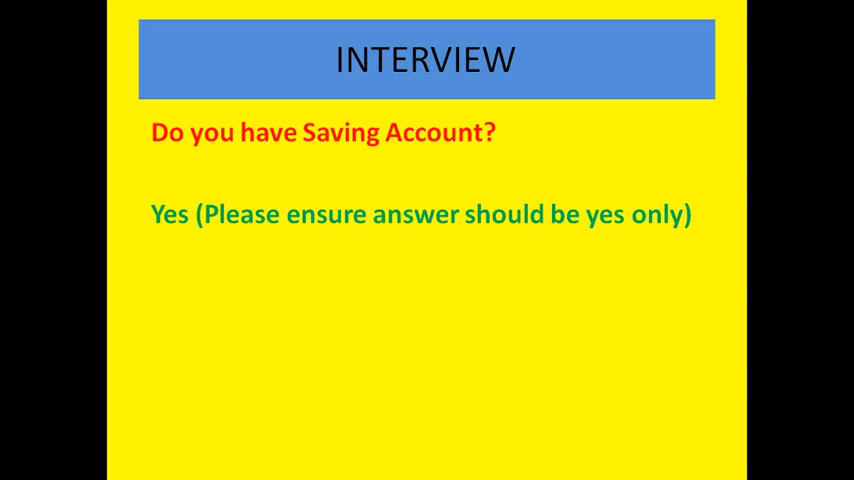 INTERVIEW
Do you have Saving Account?
Yes (Please ensure answer should be yes only)